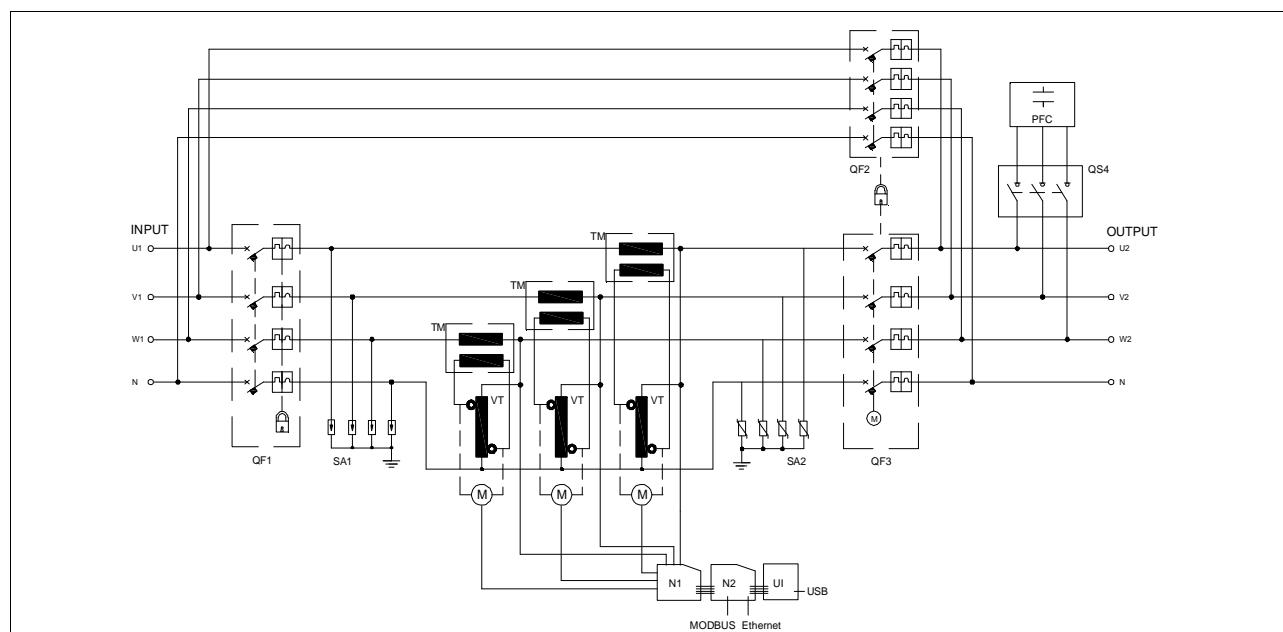 PFC
QF2
QS4
INPUT
TM
OUTPUT
U1
U2
V1
TM
V2
W1
TM
W2
N
N
VT
VT
VT
M
QF1
SA1
SA2
QF3
M
M
M
N1
N2
UI
USB
MODBUS Ethernet